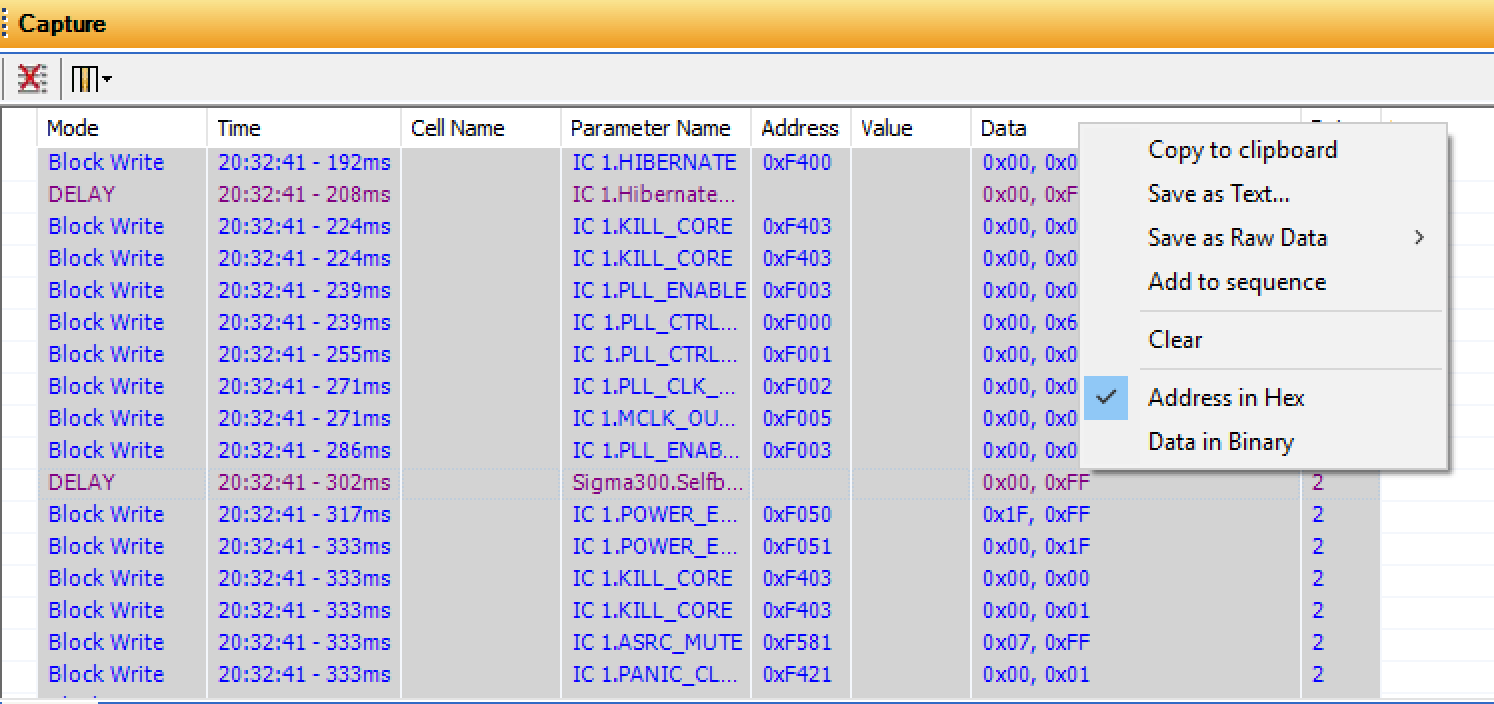 Capture
Mode Time Cell Name Parameter Name Address Value Data
Block Write 20:32:41 - 192ms IC 1.HIBERNATE 0xF400 0x00, 0x0
DELAY 20:32:41 - 208ms IC 1.Hibernate... 0x00, 0xF
Block Write 20:32:41 - 224ms IC 1.KILL_CORE 0xF403 0x00, 0x0
Block Write 20:32:41 - 224ms IC 1.KILL_CORE 0xF403 0x00, 0x0
Block Write 20:32:41 - 239ms IC 1.PLL_ENABLE 0xF003 0x00, 0x0
Block Write 20:32:41 - 239ms IC 1.PLL_CTRL... 0xF000 0x00, 0x6
Block Write 20:32:41 - 255ms IC 1.PLL_CTRL... 0xF001 0x00, 0x0
Block Write 20:32:41 - 271ms IC 1.PLL_CLK_... 0xF002 0x00, 0x0
Block Write 20:32:41 - 271ms IC 1.MCLK_OU... 0xF005 0x00, 0x0
Block Write 20:32:41 - 286ms IC 1.PLL_ENAB... 0xF003 0x00, 0x0
DELAY 20:32:41 - 302ms Sigma300.Selfb... 0x00, 0xFF 2
Block Write 20:32:41 - 317ms IC 1.POWER_E... 0xF050 0x1F, 0xFF 2
Block Write 20:32:41 - 333ms IC 1.POWER_E... 0xF051 0x00, 0x1F 2
Block Write 20:32:41 - 333ms IC 1.KILL_CORE 0xF403 0x00, 0x00 2
Block Write 20:32:41 - 333ms IC 1.KILL_CORE 0xF403 0x00, 0x01 2
Block Write 20:32:41 - 333ms IC 1.ASRC_MUTE 0xF581 0x07, 0xFF 2
Block Write 20:32:41 - 333ms IC 1.PANIC_CL... 0xF421 0x00, 0x01 2
Copy to clipboard
Save as Text...
Save as Raw Data
Add to sequence
Clear
Address in Hex
Data in Binary